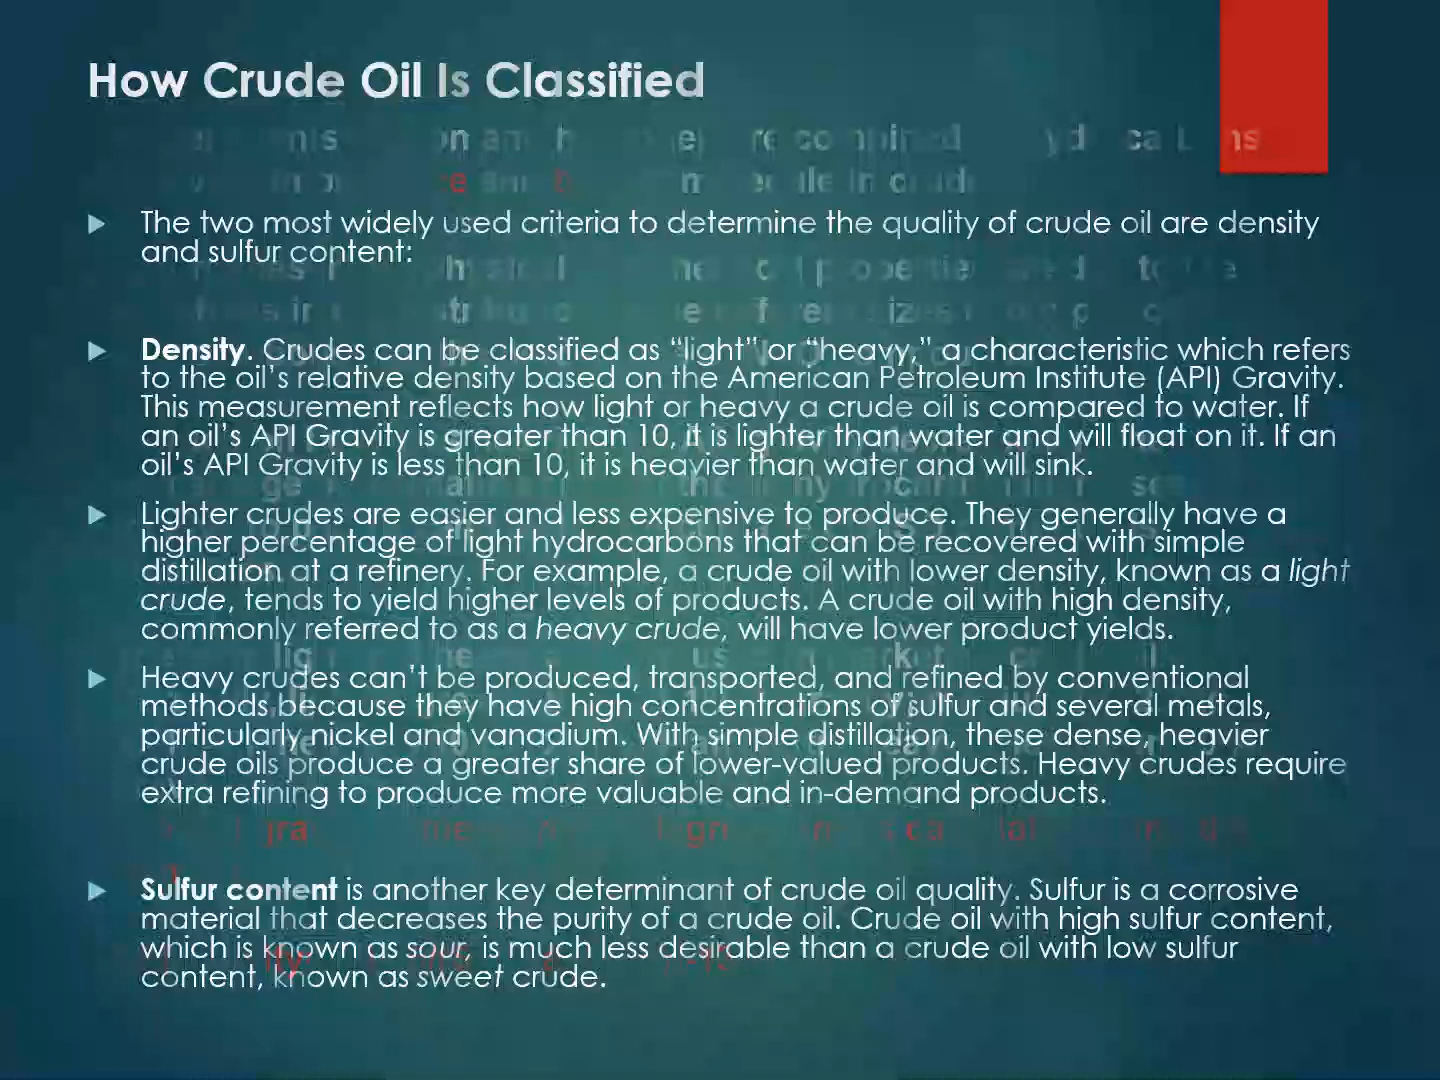 How Crude Oil Is Classified
The two most widely used criteria to determine the quality of crude oil are density
and sulfur content:
Density. Crudes can be classified as “light” or “heavy,” a characteristic which refers
to the oil’s relative density based on the American Petroleum Institute (API) Gravity.
This measurement reflects how light or heavy a crude oil is compared to water. If
an oil’s API Gravity is greater than 10, it is lighter than water and will float on it. If an
oil’s API Gravity is less than 10, it is heavier than water and will sink.
Lighter crudes are easier and less expensive to produce. They generally have a
higher percentage of light hydrocarbons that can be recovered with simple
distillation at a refinery. For example, a crude oil with lower density, known as a light
crude, tends to yield higher levels of products. A crude oil with high density,
commonly referred to as a heavy crude, will have lower product yields.
Heavy crudes can’t be produced, transported, and refined by conventional
methods because they have high concentrations of sulfur and several metals,
particularly nickel and vanadium. With simple distillation, these dense, heavier
crude oils produce a greater share of lower-valued products. Heavy crudes require
extra refining to produce more valuable and in-demand products.
Sulfur content is another key determinant of crude oil quality. Sulfur is a corrosive
material that decreases the purity of a crude oil. Crude oil with high sulfur content,
which is known as sour, is much less desirable than a crude oil with low sulfur
content, known as sweet crude.